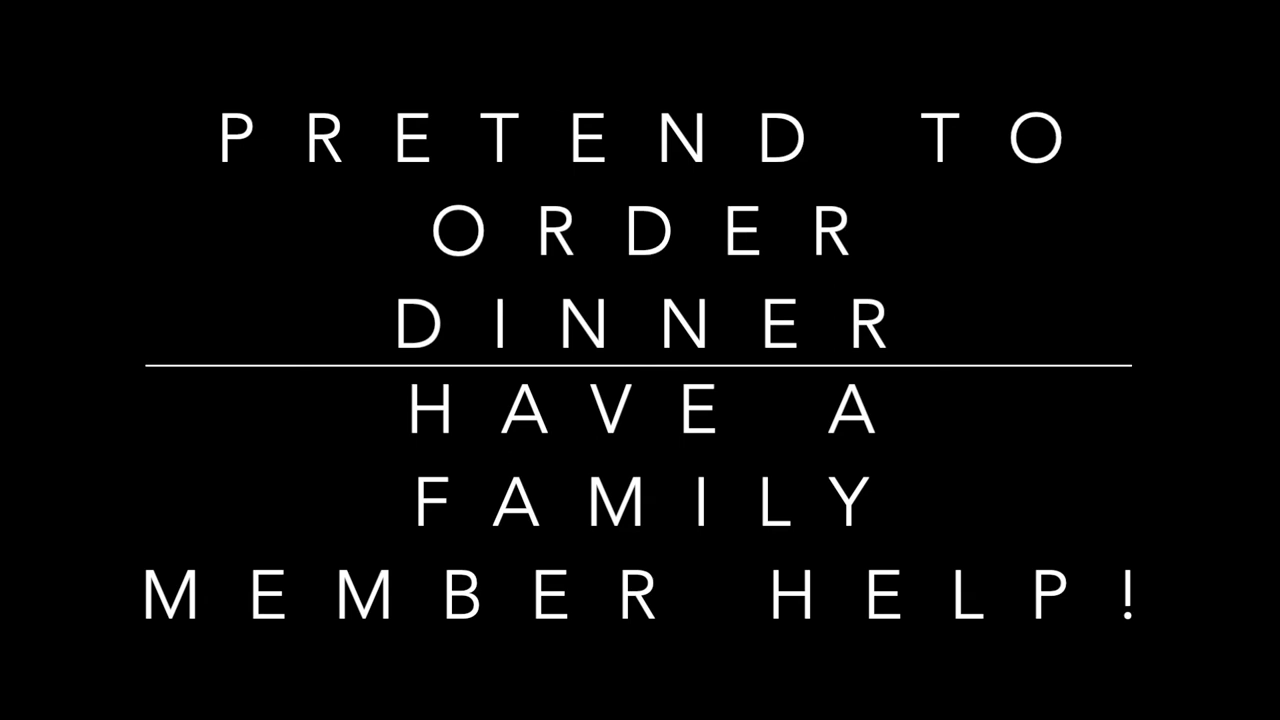 PRETEND TO
ORDER
DINNER
HAVE A
FAMILY
MEMBER HELP!